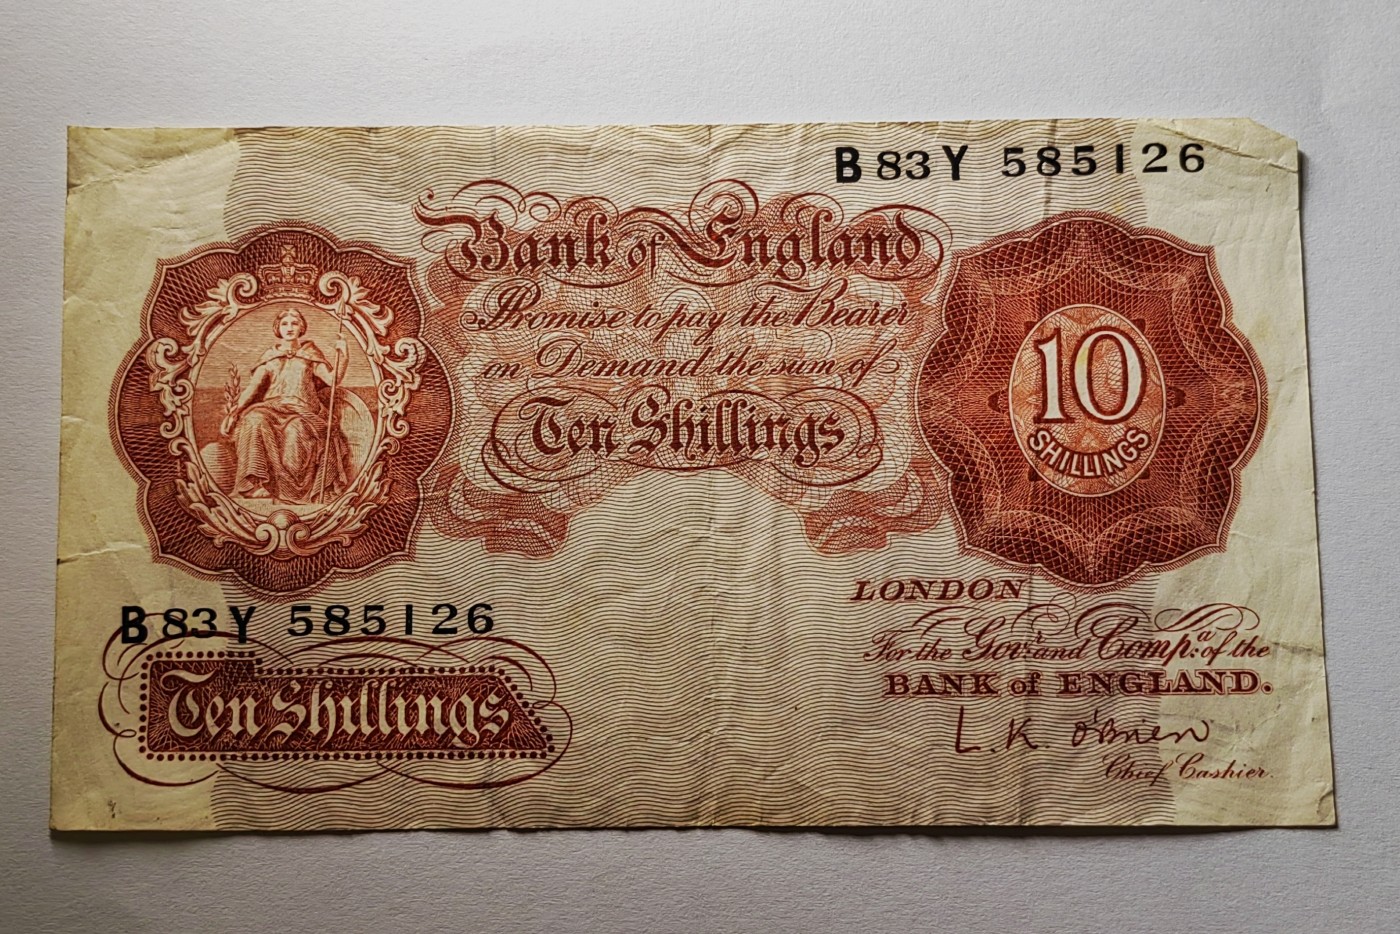 B83Y 585126
Bank of England
Promise to pay the Bearer
on Demand the sum of
Ten Shillings
10
SHILLINGS
B83Y 585126
Ten Shillings
LONDON
For the Govr. and Compa. of the
BANK of ENGLAND.
L.K. O'Brien
Chief Cashier.